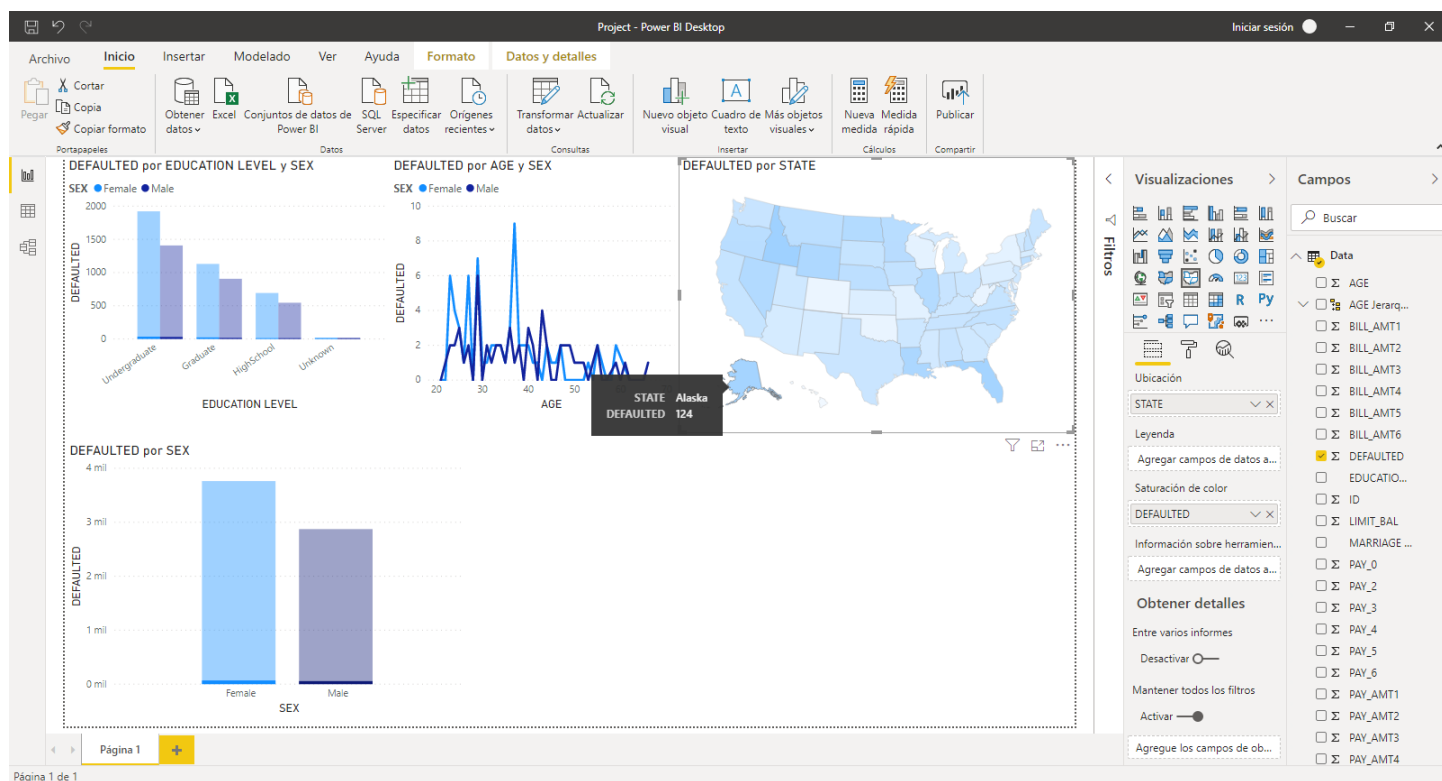 Project - Power BI Desktop
Iniciar sesión
Archivo Inicio Insertar Modelado Ver Ayuda Formato Datos y detalles
Pegar
Cortar
Copia
Copiar formato
Portapapeles
Obtener datos
Excel
Conjuntos de datos de Power BI
SQL Server
Especificar datos
Orígenes recientes
Datos
Transformar datos
Actualizar
Consultas
Nuevo objeto visual
Cuadro de texto
Más objetos visuales
Insertar
Nueva medida
Medida rápida
Cálculos
Publicar
Compartir
DEFAULTED por EDUCATION LEVEL y SEX
SEX Female Male
DEFAULTED
2000
1500
1000
500
0
Undergraduate
Graduate
HighSchool
Unknown
EDUCATION LEVEL
DEFAULTED por AGE y SEX
SEX Female Male
DEFAULTED
10
8
6
4
2
0
20 30 40 50
AGE
DEFAULTED por STATE
STATE Alaska
DEFAULTED 124
DEFAULTED por SEX
DEFAULTED
4 mil
3 mil
2 mil
1 mil
0 mil
Female Male
SEX
Filtros
Visualizaciones
R Py
Ubicación
STATE
Leyenda
Agregar campos de datos a...
Saturación de color
DEFAULTED
Información sobre herramien...
Agregar campos de datos a...
Obtener detalles
Entre varios informes
Desactivar
Mantener todos los filtros
Activar
Agregue los campos de ob...
Campos
Buscar
Data
Σ AGE
AGE Jerarq...
Σ BILL_AMT1
Σ BILL_AMT2
Σ BILL_AMT3
Σ BILL_AMT4
Σ BILL_AMT5
Σ BILL_AMT6
Σ DEFAULTED
EDUCATIO...
Σ ID
Σ LIMIT_BAL
MARRIAGE ...
Σ PAY_0
Σ PAY_2
Σ PAY_3
Σ PAY_4
Σ PAY_5
Σ PAY_6
Σ PAY_AMT1
Σ PAY_AMT2
Σ PAY_AMT3
Σ PAY_AMT4
Página 1
Página 1 de 1